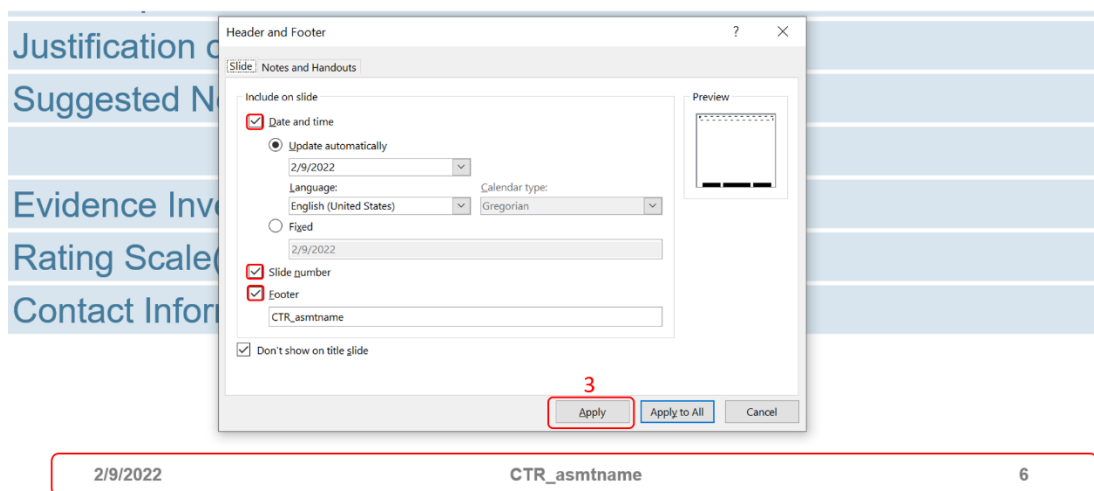 Header and Footer
Justification o
Slide Notes and Handouts
Suggested N
Include on slide
Preview
Date and time
Update automatically
2/9/2022
Language:
Calendar type:
Evidence Inv
English (United States)
Gregorian
Fixed
2/9/2022
Rating Scale(
Slide number
Footer
Contact Infor
CTR_asmtname
Don't show on title slide
3
Apply
Apply to All
Cancel
2/9/2022 CTR_asmtname 6